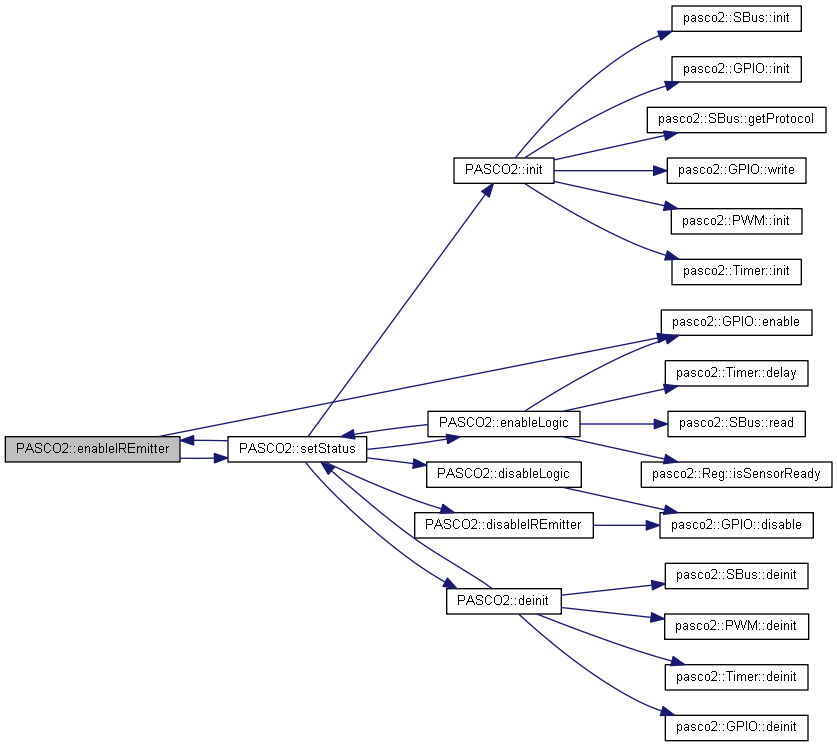 pasco2::SBus::init
pasco2::GPIO::init
pasco2::SBus::getProtocol
PASCO2::init
pasco2::GPIO::write
pasco2::PWM::init
pasco2::Timer::init
pasco2::GPIO::enable
pasco2::Timer::delay
PASCO2::enableLogic
pasco2::SBus::read
PASCO2::enableIREmitter
PASCO2::setStatus
PASCO2::disableLogic
pasco2::Reg::isSensorReady
PASCO2::disableIREmitter
pasco2::GPIO::disable
pasco2::SBus::deinit
PASCO2::deinit
pasco2::PWM::deinit
pasco2::Timer::deinit
pasco2::GPIO::deinit